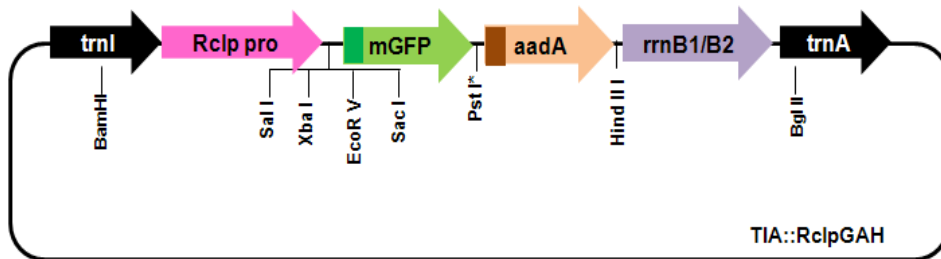 trnI Rclp pro mGFP aadA rrnB1/B2 trnA
BamHI
Sal I
Xba I
EcoR V
Sac I
Pst I*
Hind II I
Bgl II
TIA::RclpGAH